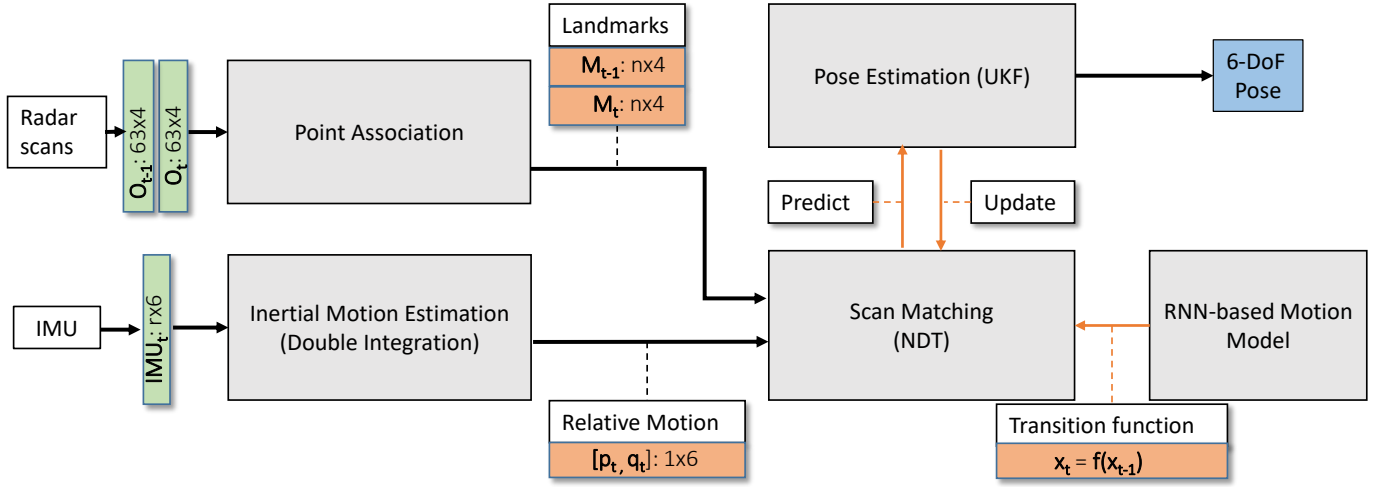 Radar
scans
O_{t-1}: 63x4
O_t: 63x4
Point Association
Landmarks
M_{t-1}: nx4
M_t: nx4
Pose Estimation (UKF)
6-DoF
Pose
Predict
Update
IMU
IMU_t: rx6
Inertial Motion Estimation
(Double Integration)
Scan Matching
(NDT)
RNN-based Motion
Model
Relative Motion
[p_t, q_t]: 1x6
Transition function
x_t = f(x_{t-1})